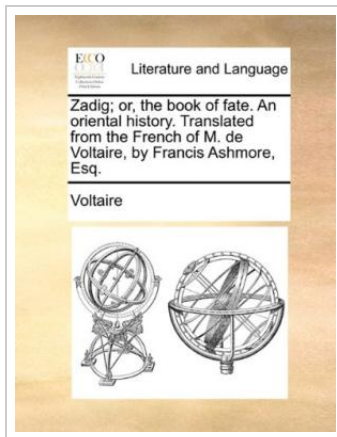 ECCO
Literature and Language
Zadig; or, the book of fate. An
oriental history. Translated
from the French of M. de
Voltaire, by Francis Ashmore,
Esq.
Voltaire